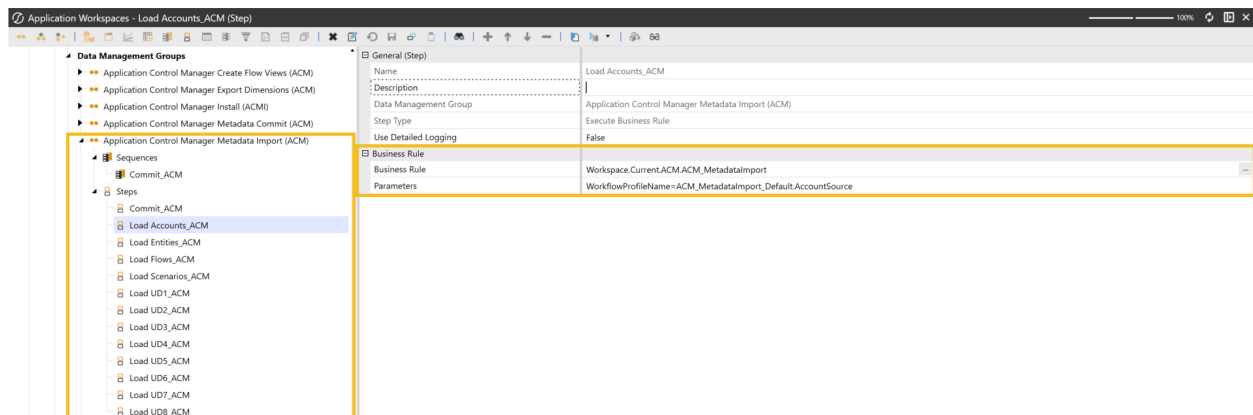 Application Workspaces - Load Accounts_ACM (Step)
100%
Data Management Groups
Application Control Manager Create Flow Views (ACM)
Application Control Manager Export Dimensions (ACM)
Application Control Manager Install (ACMI)
Application Control Manager Metadata Commit (ACM)
Application Control Manager Metadata Import (ACM)
Sequences
Commit_ACM
Steps
Commit_ACM
Load Accounts_ACM
Load Entities_ACM
Load Flows_ACM
Load Scenarios_ACM
Load UD1_ACM
Load UD2_ACM
Load UD3_ACM
Load UD4_ACM
Load UD5_ACM
Load UD6_ACM
Load UD7_ACM
Load UD8_ACM
General (Step)
Name Load Accounts_ACM
Description
Data Management Group Application Control Manager Metadata Import (ACM)
Step Type Execute Business Rule
Use Detailed Logging False
Business Rule
Business Rule Workspace.Current.ACM.ACM_MetadataImport ...
Parameters WorkflowProfileName=ACM_MetadataImport_Default.AccountSource